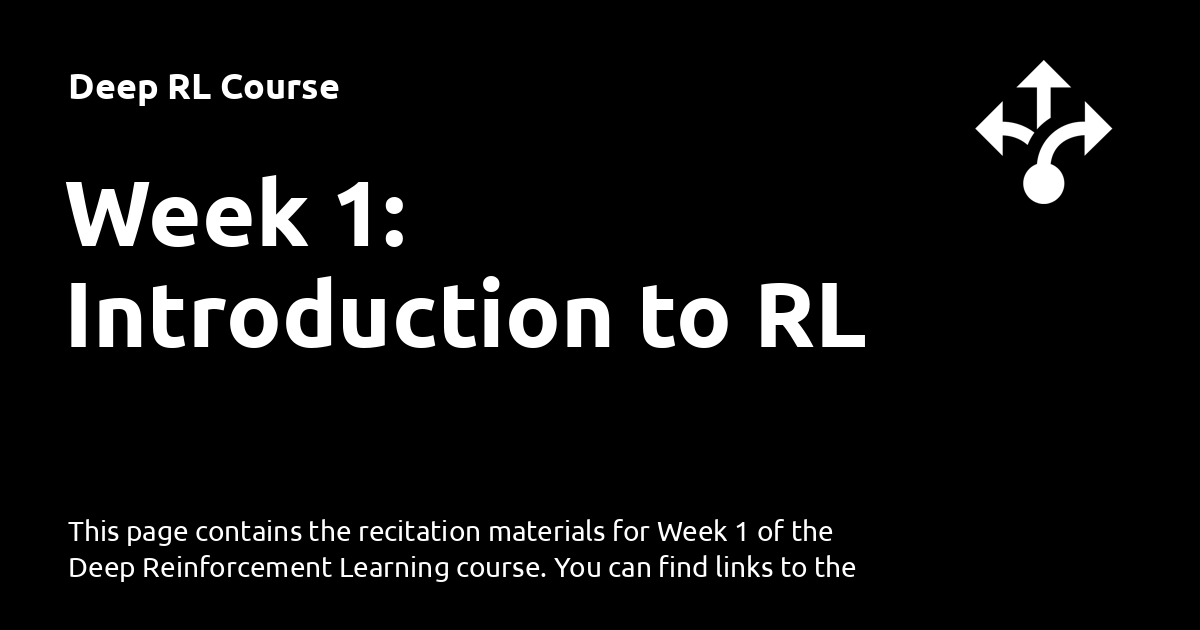 Deep RL Course
Week 1:
Introduction to RL
This page contains the recitation materials for Week 1 of the
Deep Reinforcement Learning course. You can find links to the